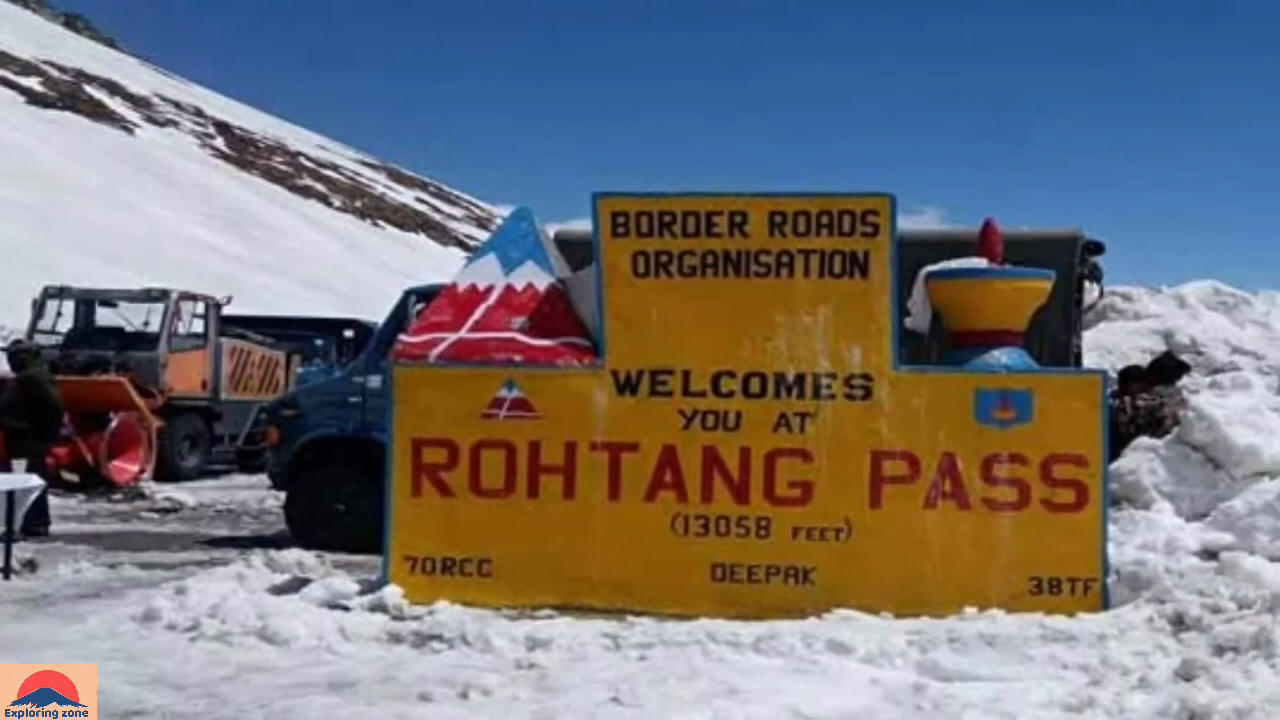 BORDER ROADS
ORGANISATION
WELCOMES
YOU AT
ROHTANG PASS
(13058 FEET)
70RCC DEEPAK 38TF
Exploring zone